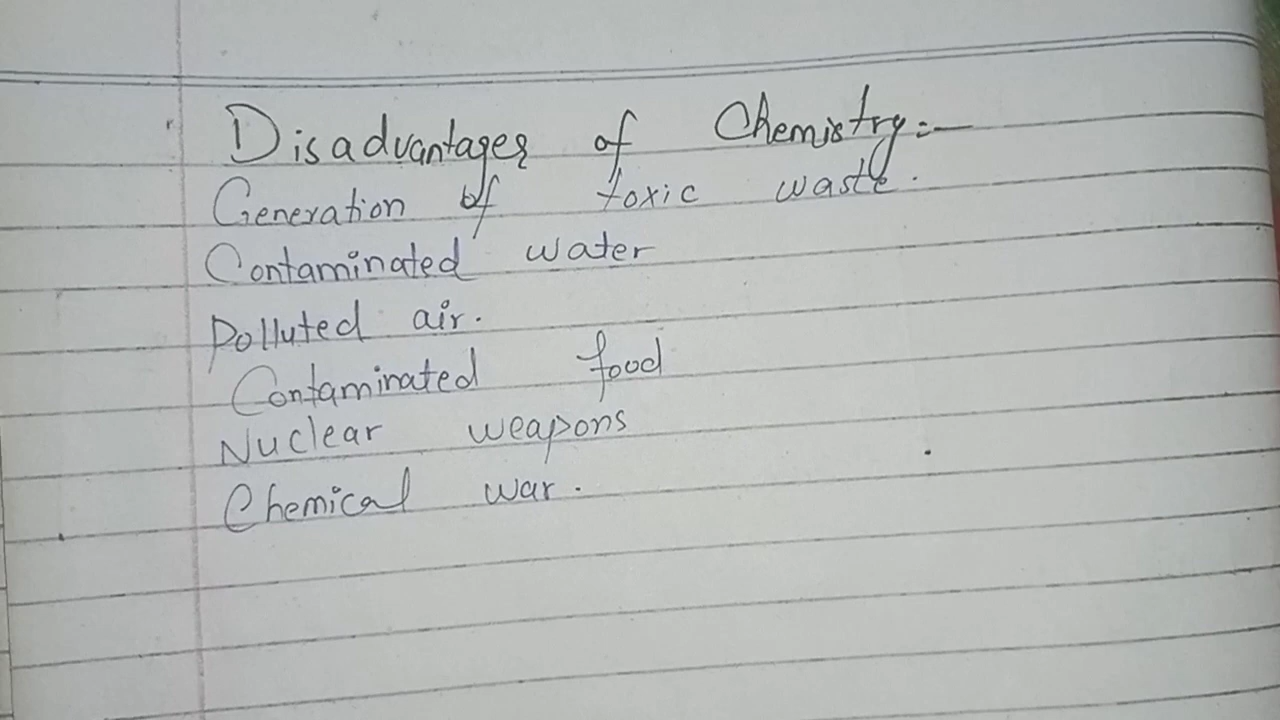 Disadvantages of Chemistry:-
Generation of toxic waste.
Contaminated water
Polluted air.
Contaminated food
Nuclear weapons
Chemical war.